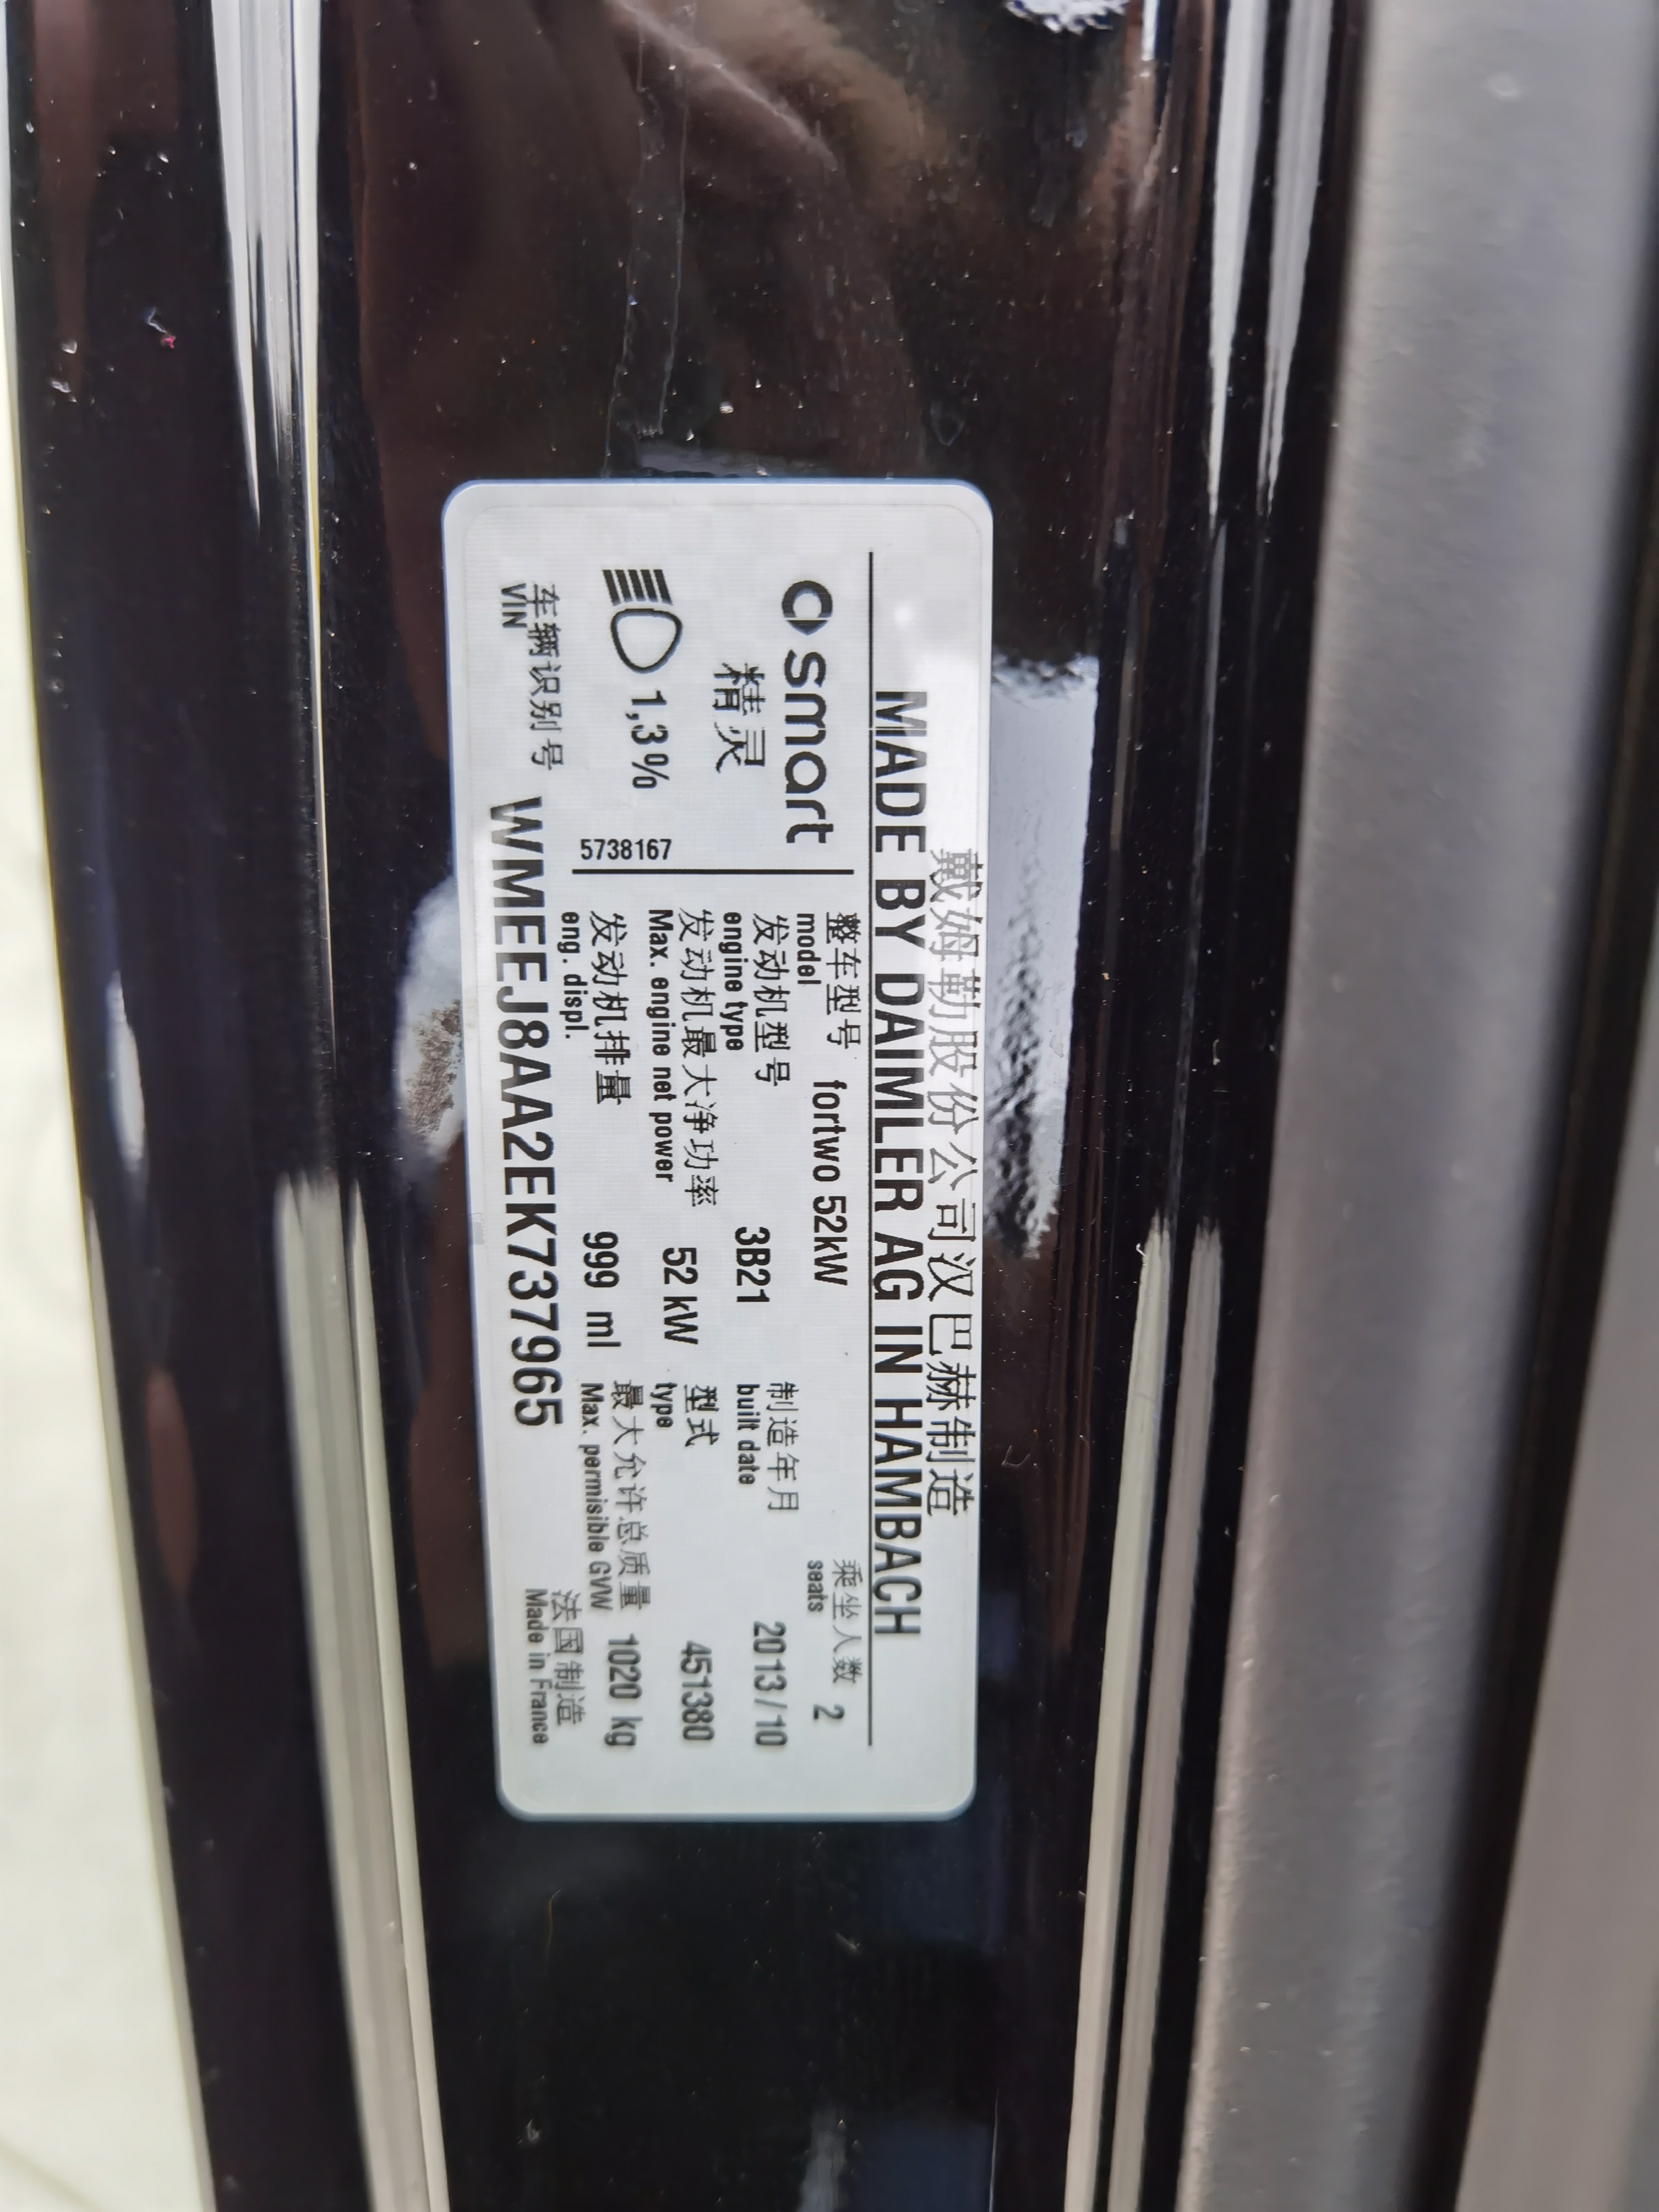 戴姆勒股份公司汉巴赫制造
MADE BY DAIMLER AG IN HAMBACH
smart
精灵
1,3%
5738167
整车型号 fortwo 52kW
model
乘坐人数 2
seats
发动机型号 3B21
engine type
制造年月 2013/10
built date
发动机最大净功率 52 kW
Max. engine net power
型式 451380
type
发动机排量 999 ml
eng. displ.
最大允许总质量 1020 kg
Max. permisible GVW
车辆识别号 WMEEJ8AA2EK737965
VIN
法国制造
Made in France